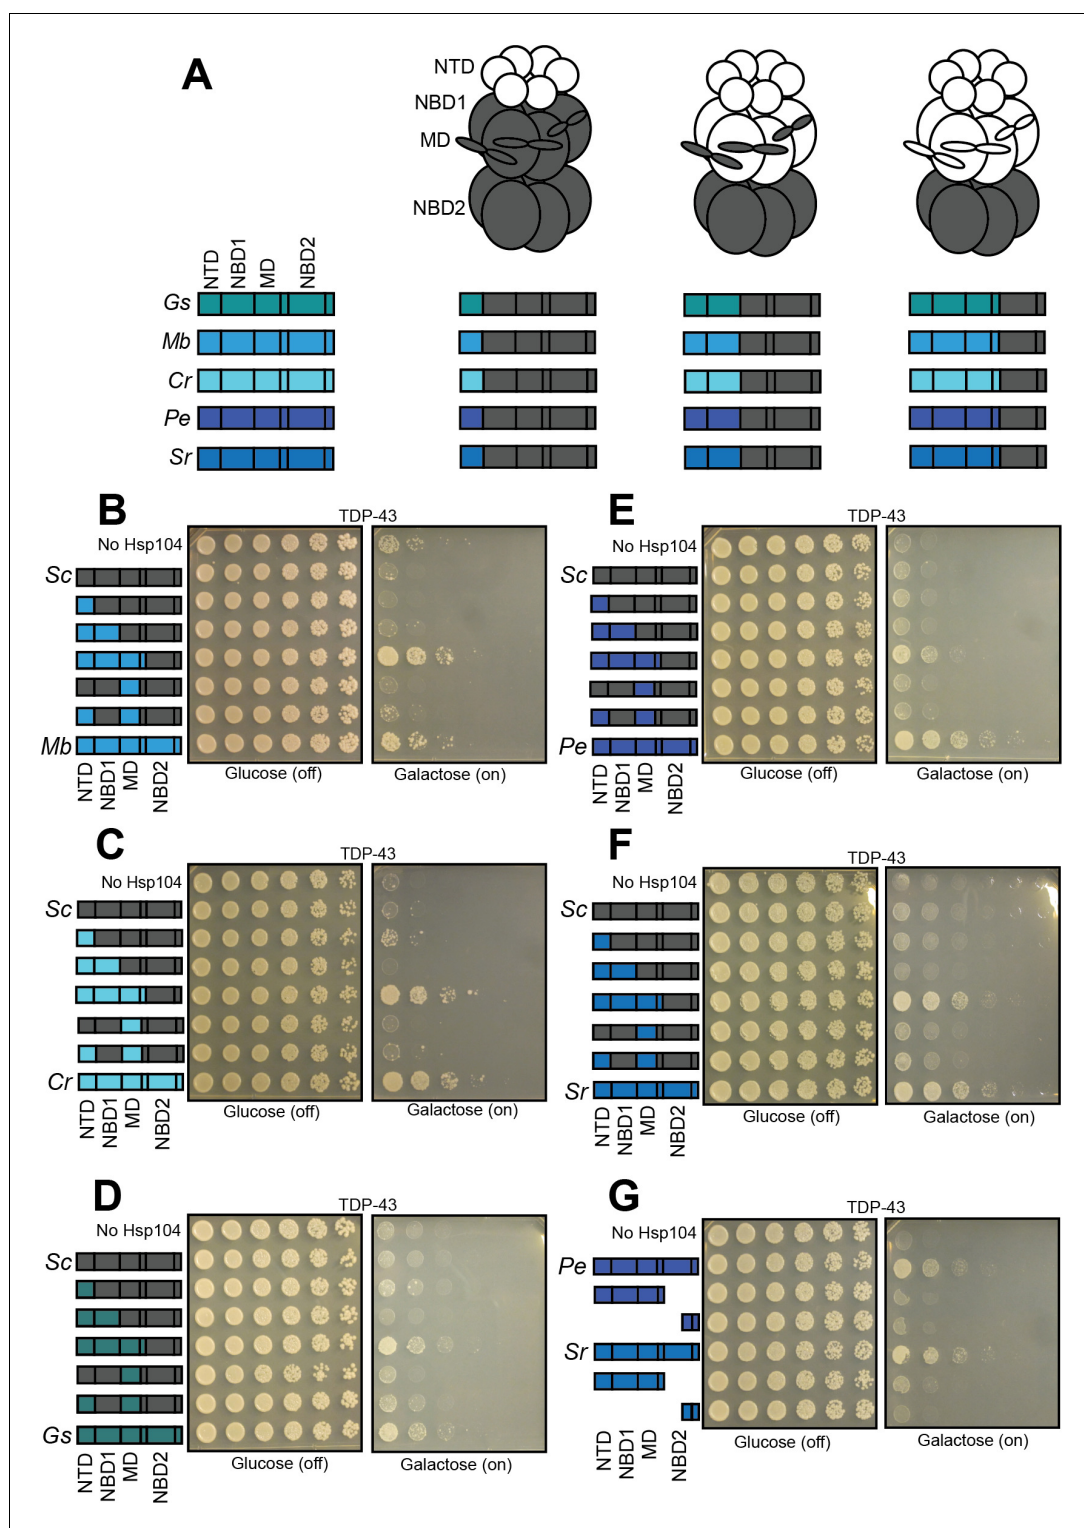 A
NTD
NBD1
MD
NBD2
NTD
NBD1
MD
NBD2
Gs
Mb
Cr
Pe
Sr
B
TDP-43
No Hsp104
Sc
Mb
NTD
NBD1
MD
NBD2
Glucose (off)
Galactose (on)
E
TDP-43
No Hsp104
Sc
Pe
NTD
NBD1
MD
NBD2
Glucose (off)
Galactose (on)
C
TDP-43
No Hsp104
Sc
Cr
NTD
NBD1
MD
NBD2
Glucose (off)
Galactose (on)
F
TDP-43
No Hsp104
Sc
Sr
NTD
NBD1
MD
NBD2
Glucose (off)
Galactose (on)
D
TDP-43
No Hsp104
Sc
Gs
NTD
NBD1
MD
NBD2
Glucose (off)
Galactose (on)
G
TDP-43
No Hsp104
Pe
Sr
NTD
NBD1
MD
NBD2
Glucose (off)
Galactose (on)